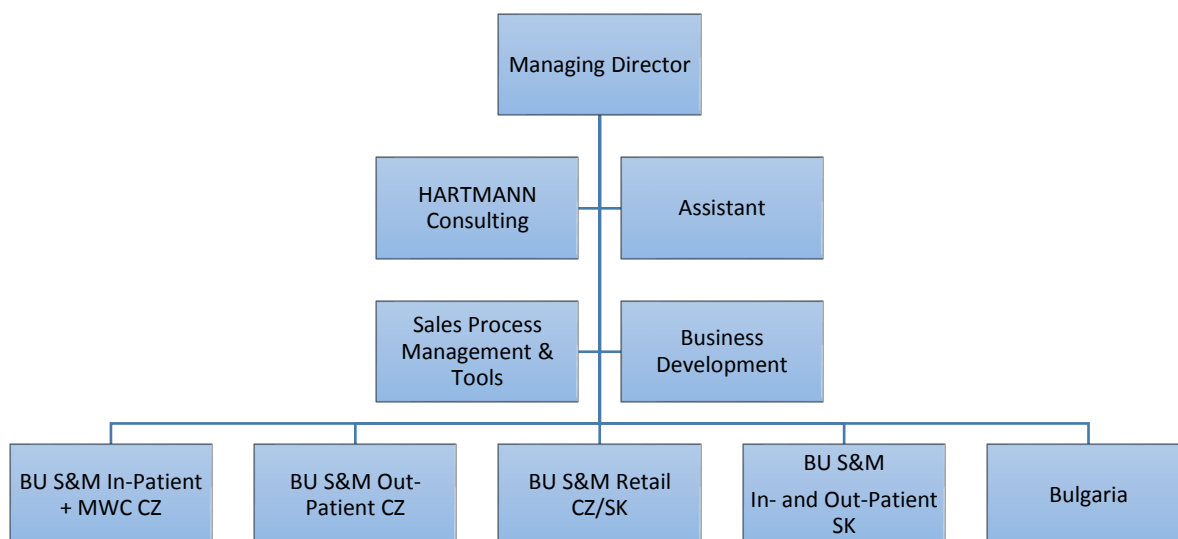 Managing Director
HARTMANN
Consulting
Assistant
Sales Process
Management &
Tools
Business
Development
BU S&M In-Patient
+ MWC CZ
BU S&M Out-
Patient CZ
BU S&M Retail
CZ/SK
BU S&M
In- and Out-Patient
SK
Bulgaria